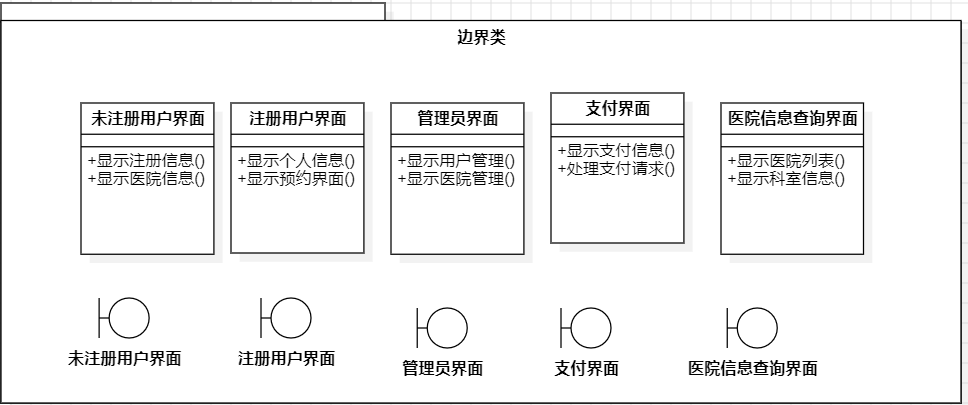 边界类
未注册用户界面
+显示注册信息()
+显示医院信息()
注册用户界面
+显示个人信息()
+显示预约界面()
管理员界面
+显示用户管理()
+显示医院管理()
支付界面
+显示支付信息()
+处理支付请求()
医院信息查询界面
+显示医院列表()
+显示科室信息()
未注册用户界面
注册用户界面
管理员界面
支付界面
医院信息查询界面